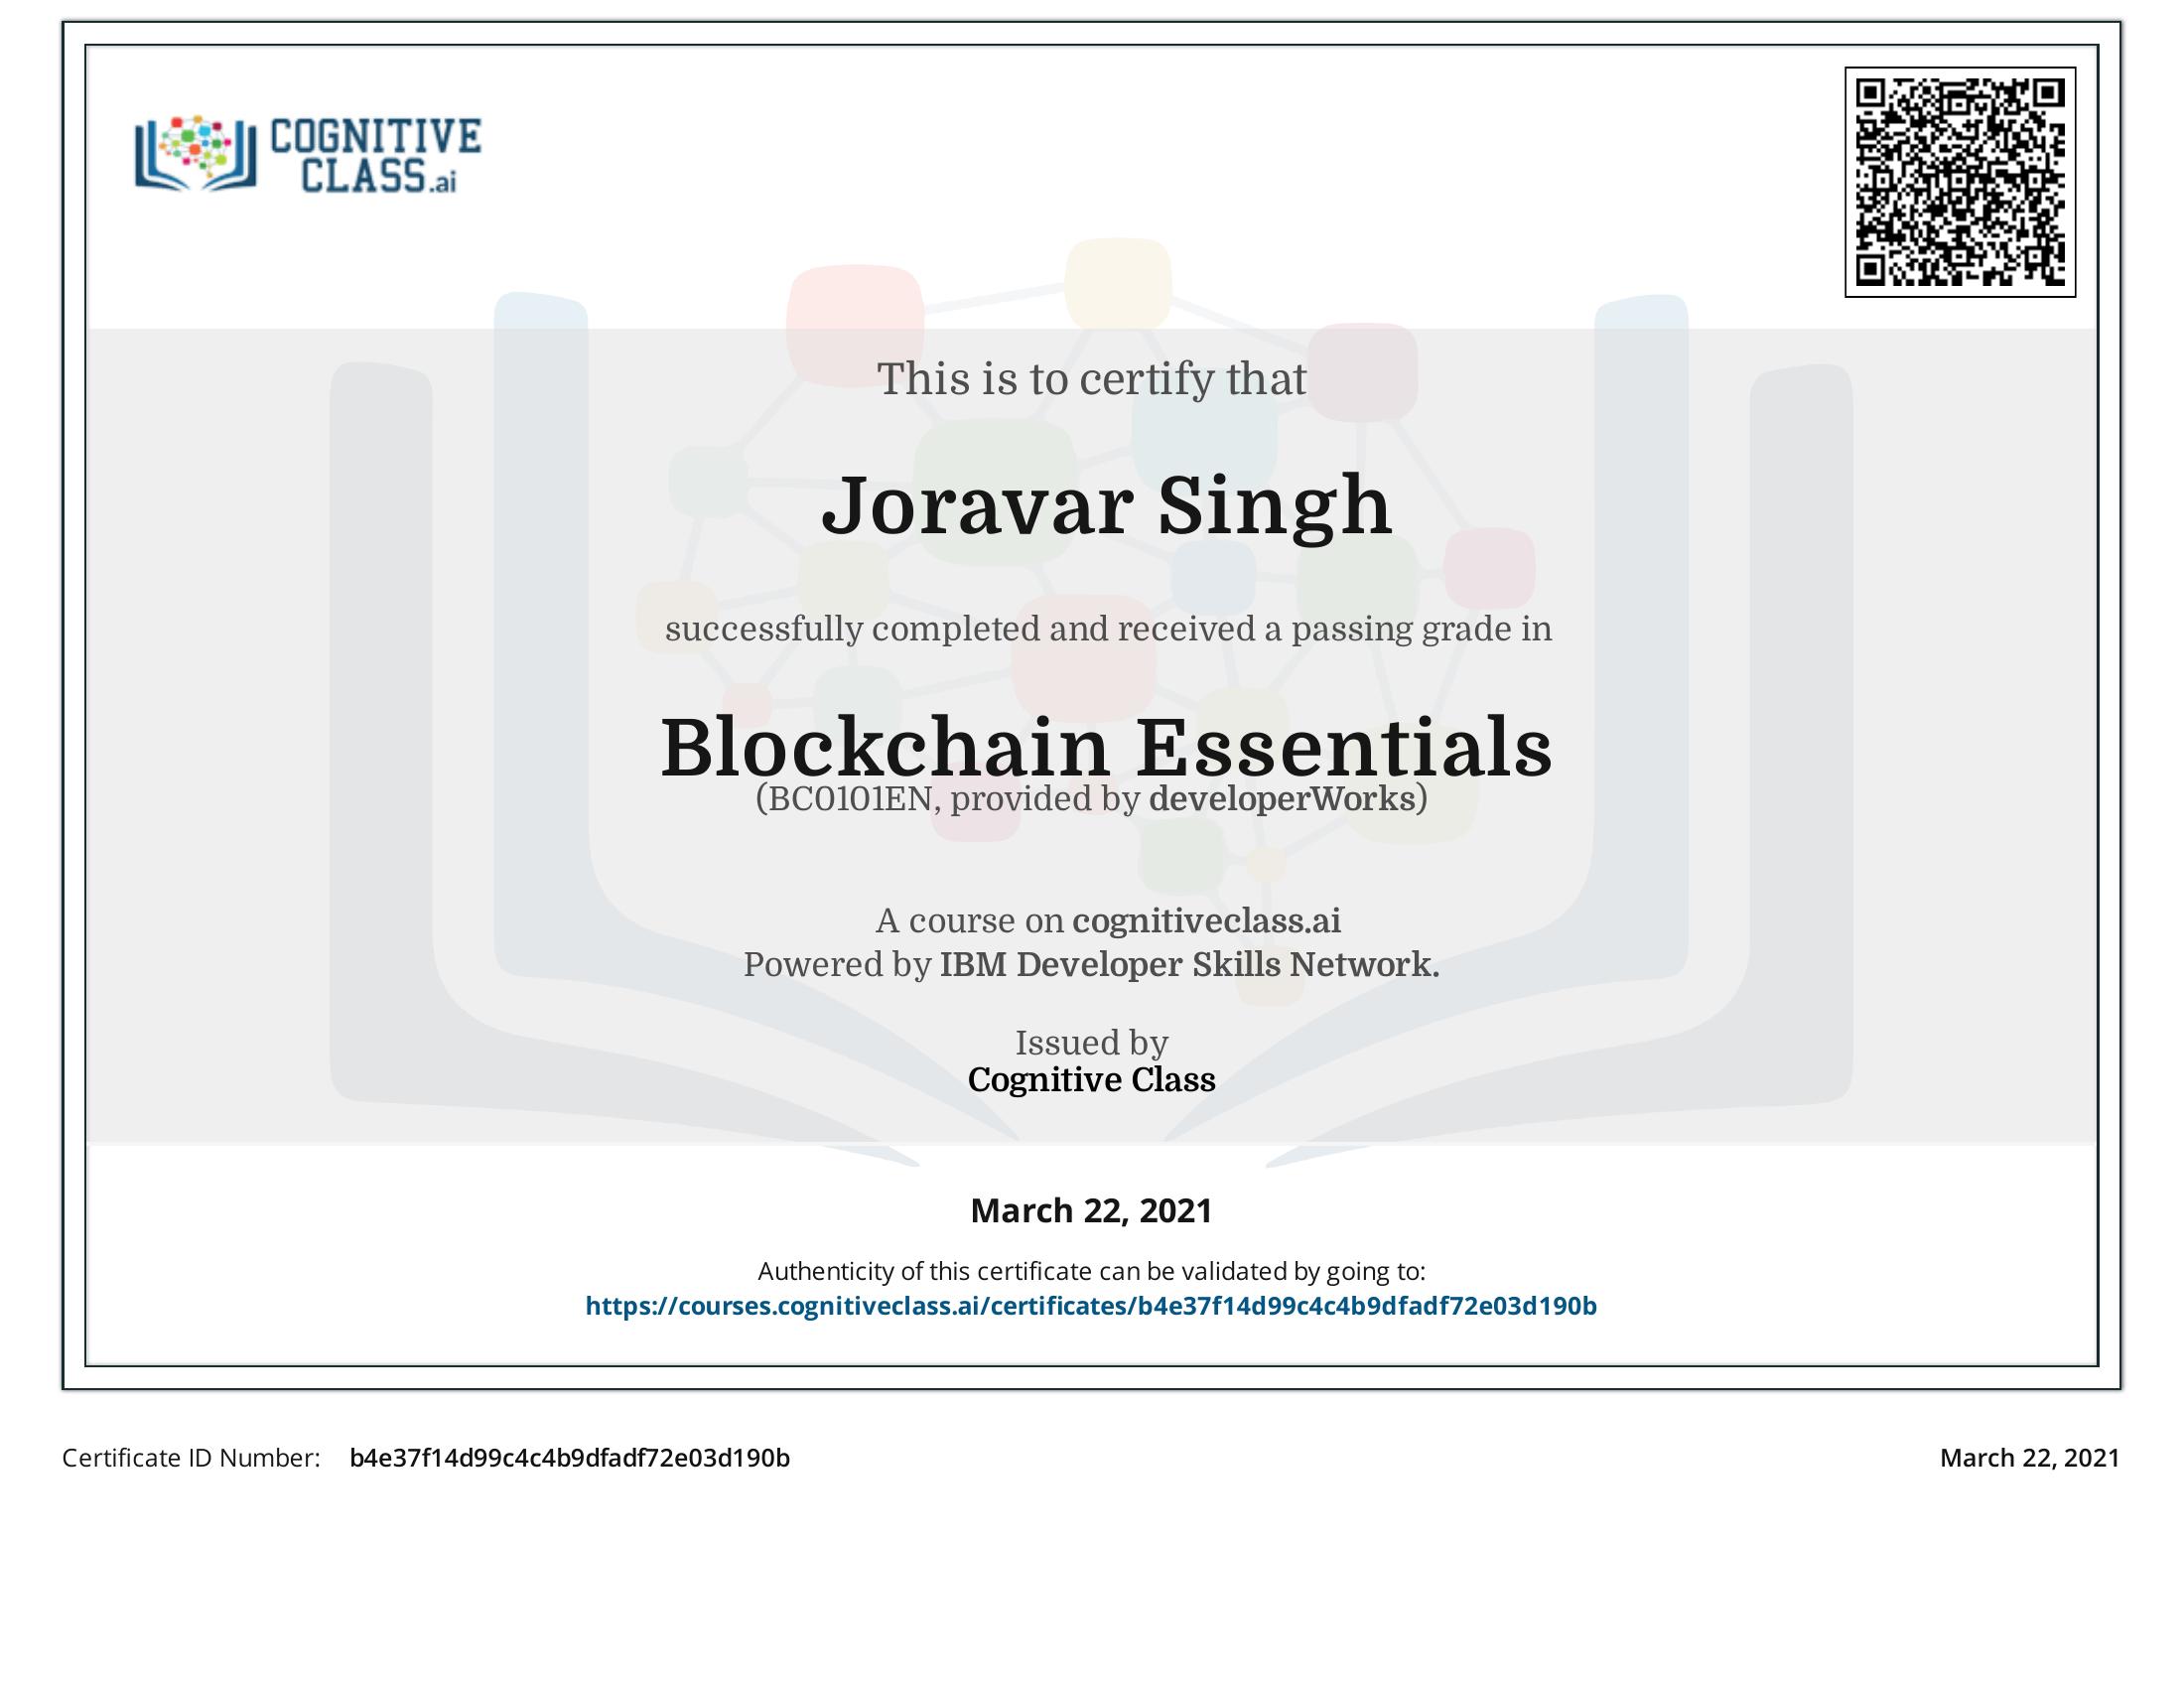 COGNITIVE
CLASS.ai
This is to certify that
Joravar Singh
successfully completed and received a passing grade in
Blockchain Essentials
(BC0101EN, provided by developerWorks)
A course on cognitiveclass.ai
Powered by IBM Developer Skills Network.
Issued by
Cognitive Class
March 22, 2021
Authenticity of this certificate can be validated by going to:
https://courses.cognitiveclass.ai/certificates/b4e37f14d99c4c4b9dfadf72e03d190b
Certificate ID Number: b4e37f14d99c4c4b9dfadf72e03d190b
March 22, 2021